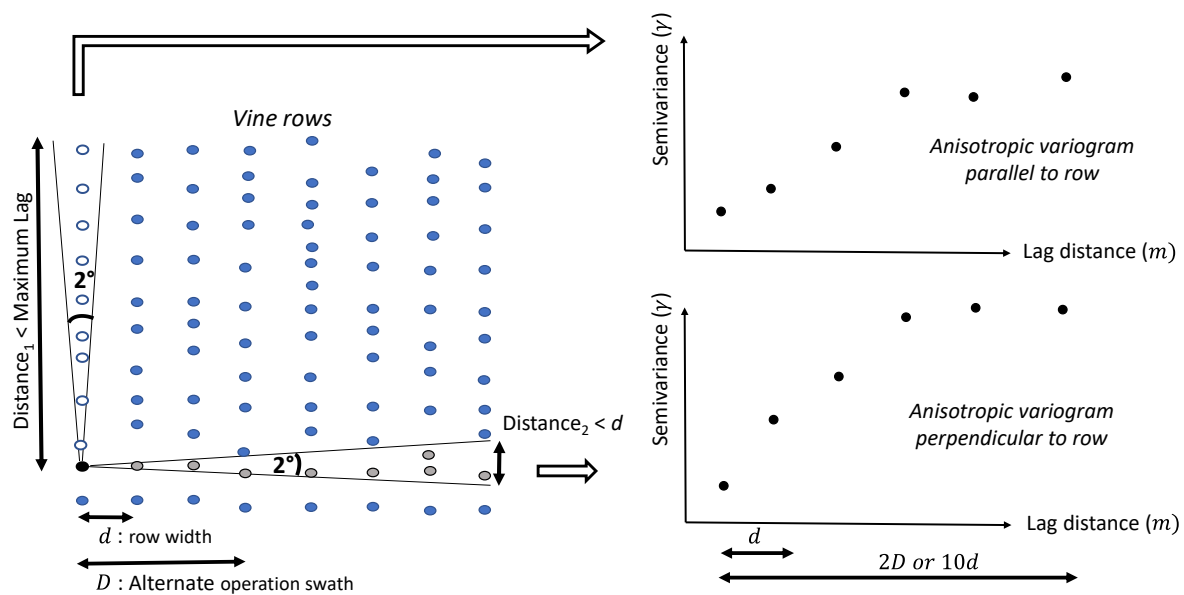 Vine rows
Distance₁ < Maximum Lag
2°
2°
Distance₂ < d
d : row width
D : Alternate operation swath
Semivariance (γ)
Anisotropic variogram
parallel to row
Lag distance (m)
Semivariance (γ)
Anisotropic variogram
perpendicular to row
Lag distance (m)
d
2D or 10d